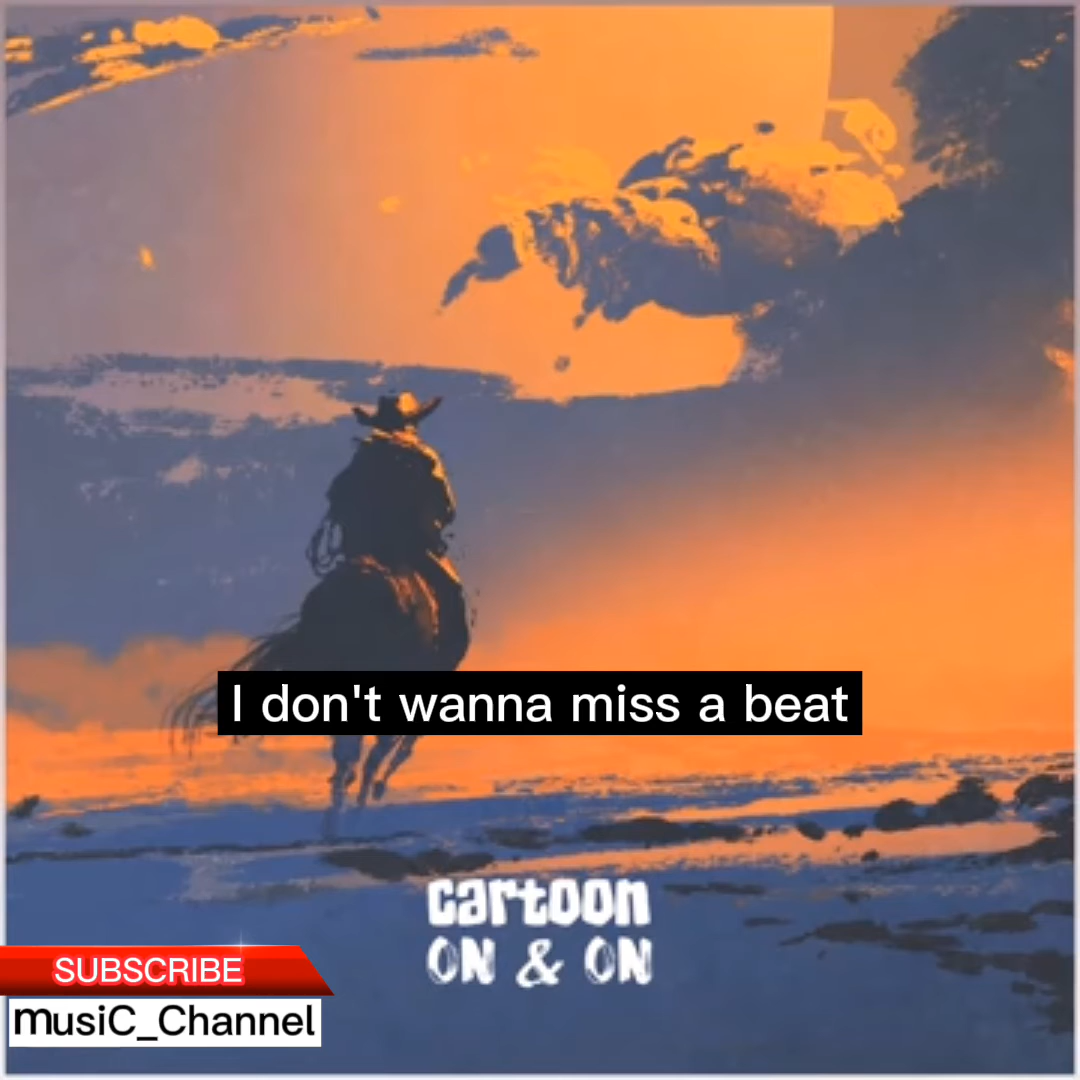 I don't wanna miss a beat
cartoon
ON & ON
SUBSCRIBE
musiC_Channel